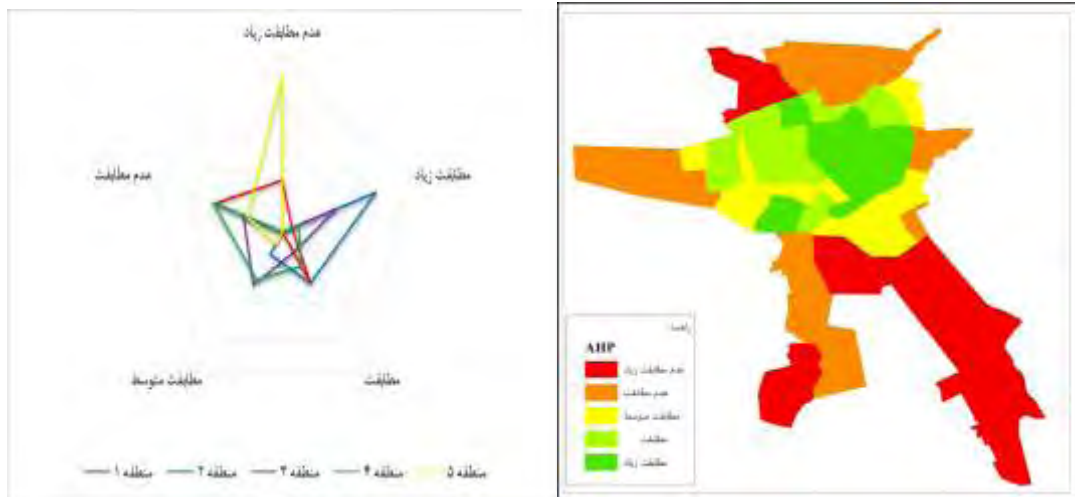 عدم مطابقت زیاد
مطابقت زیاد
عدم مطابقت
مطابقت متوسط
مطابقت
منطقه ۱
منطقه ۲
منطقه ۳
منطقه ۴
منطقه ۵
راهنما
AHP
عدم مطابقت زیاد
عدم مطابقت
مطابقت متوسط
مطابقت
مطابقت زیاد